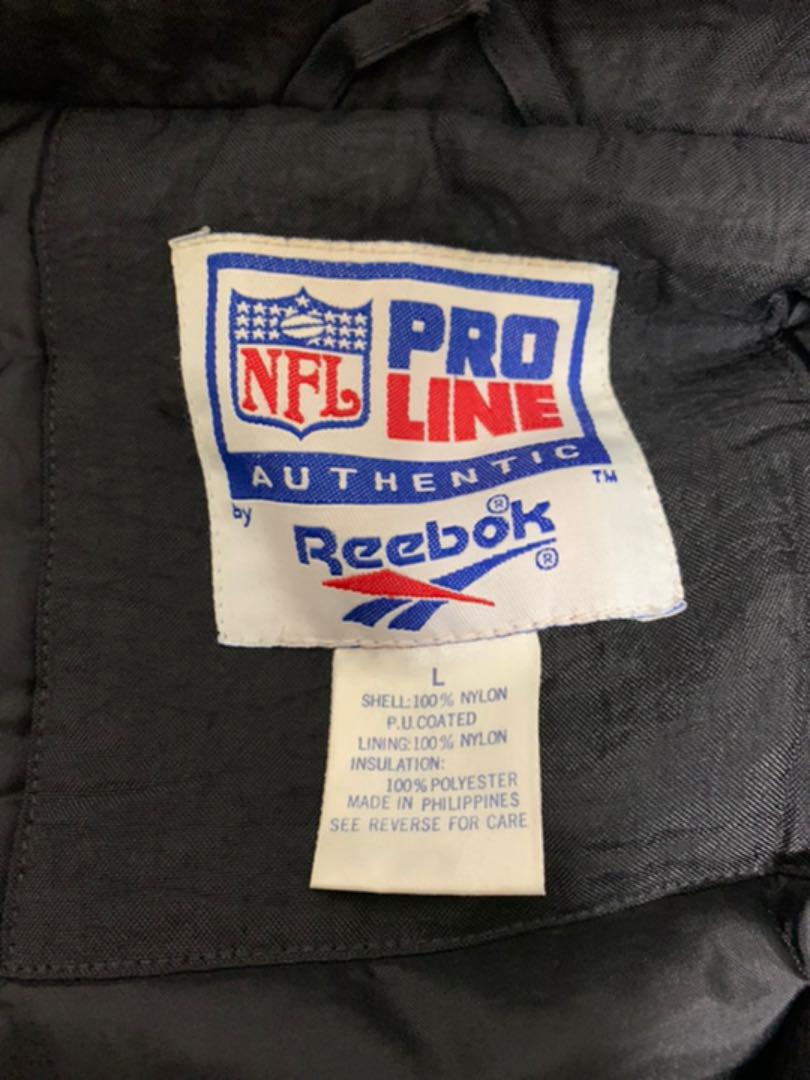 NFL
PRO
LINE
AUTHENTIC
TM
by
Reebok®
®
L
SHELL:100% NYLON
P.U.COATED
LINING:100% NYLON
INSULATION:
100% POLYESTER
MADE IN PHILIPPINES
SEE REVERSE FOR CARE